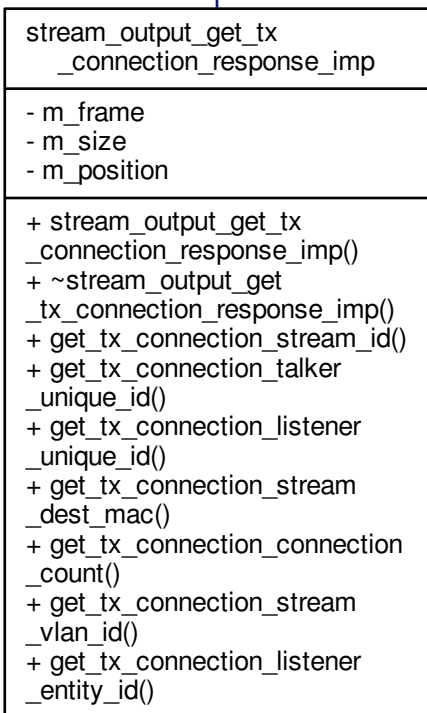 stream_output_get_tx
_connection_response_imp
- m_frame
- m_size
- m_position
+ stream_output_get_tx
_connection_response_imp()
+ ~stream_output_get
_tx_connection_response_imp()
+ get_tx_connection_stream_id()
+ get_tx_connection_talker
_unique_id()
+ get_tx_connection_listener
_unique_id()
+ get_tx_connection_stream
_dest_mac()
+ get_tx_connection_connection
_count()
+ get_tx_connection_stream
_vlan_id()
+ get_tx_connection_listener
_entity_id()